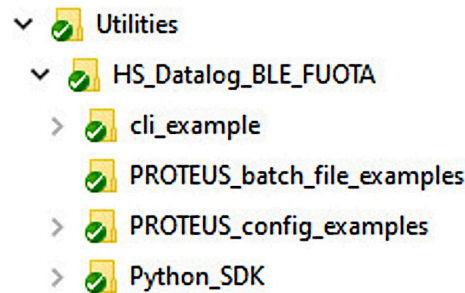 Utilities
HS_Datalog_BLE_FUOTA
cli_example
PROTEUS_batch_file_examples
PROTEUS_config_examples
Python_SDK